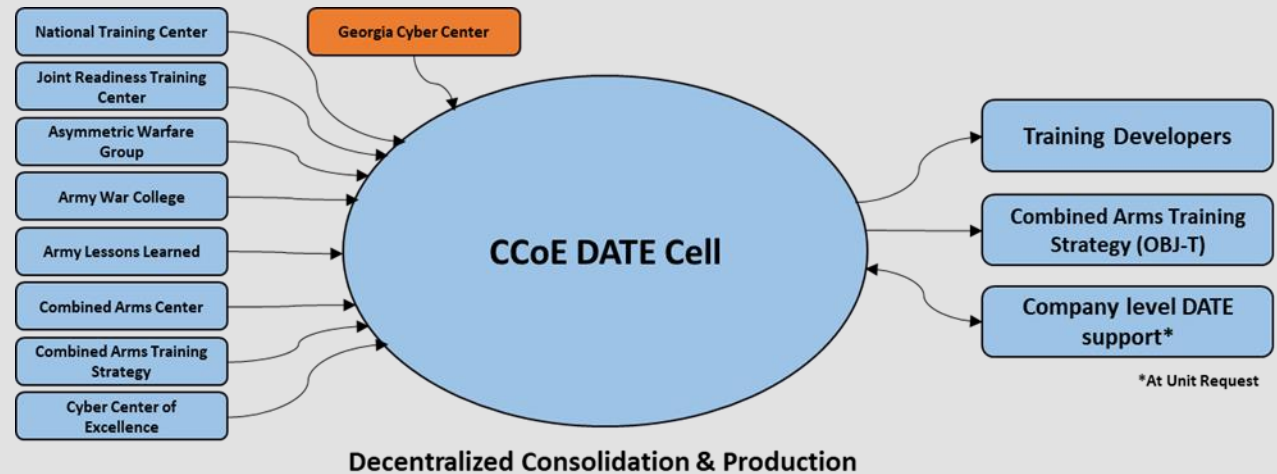 National Training Center
Georgia Cyber Center
Joint Readiness Training
Center
Asymmetric Warfare
Group
Army War College
Army Lessons Learned
Combined Arms Center
Combined Arms Training
Strategy
Cyber Center of
Excellence
CCoE DATE Cell
Training Developers
Combined Arms Training
Strategy (OBJ-T)
Company level DATE
support*
*At Unit Request
Decentralized Consolidation & Production